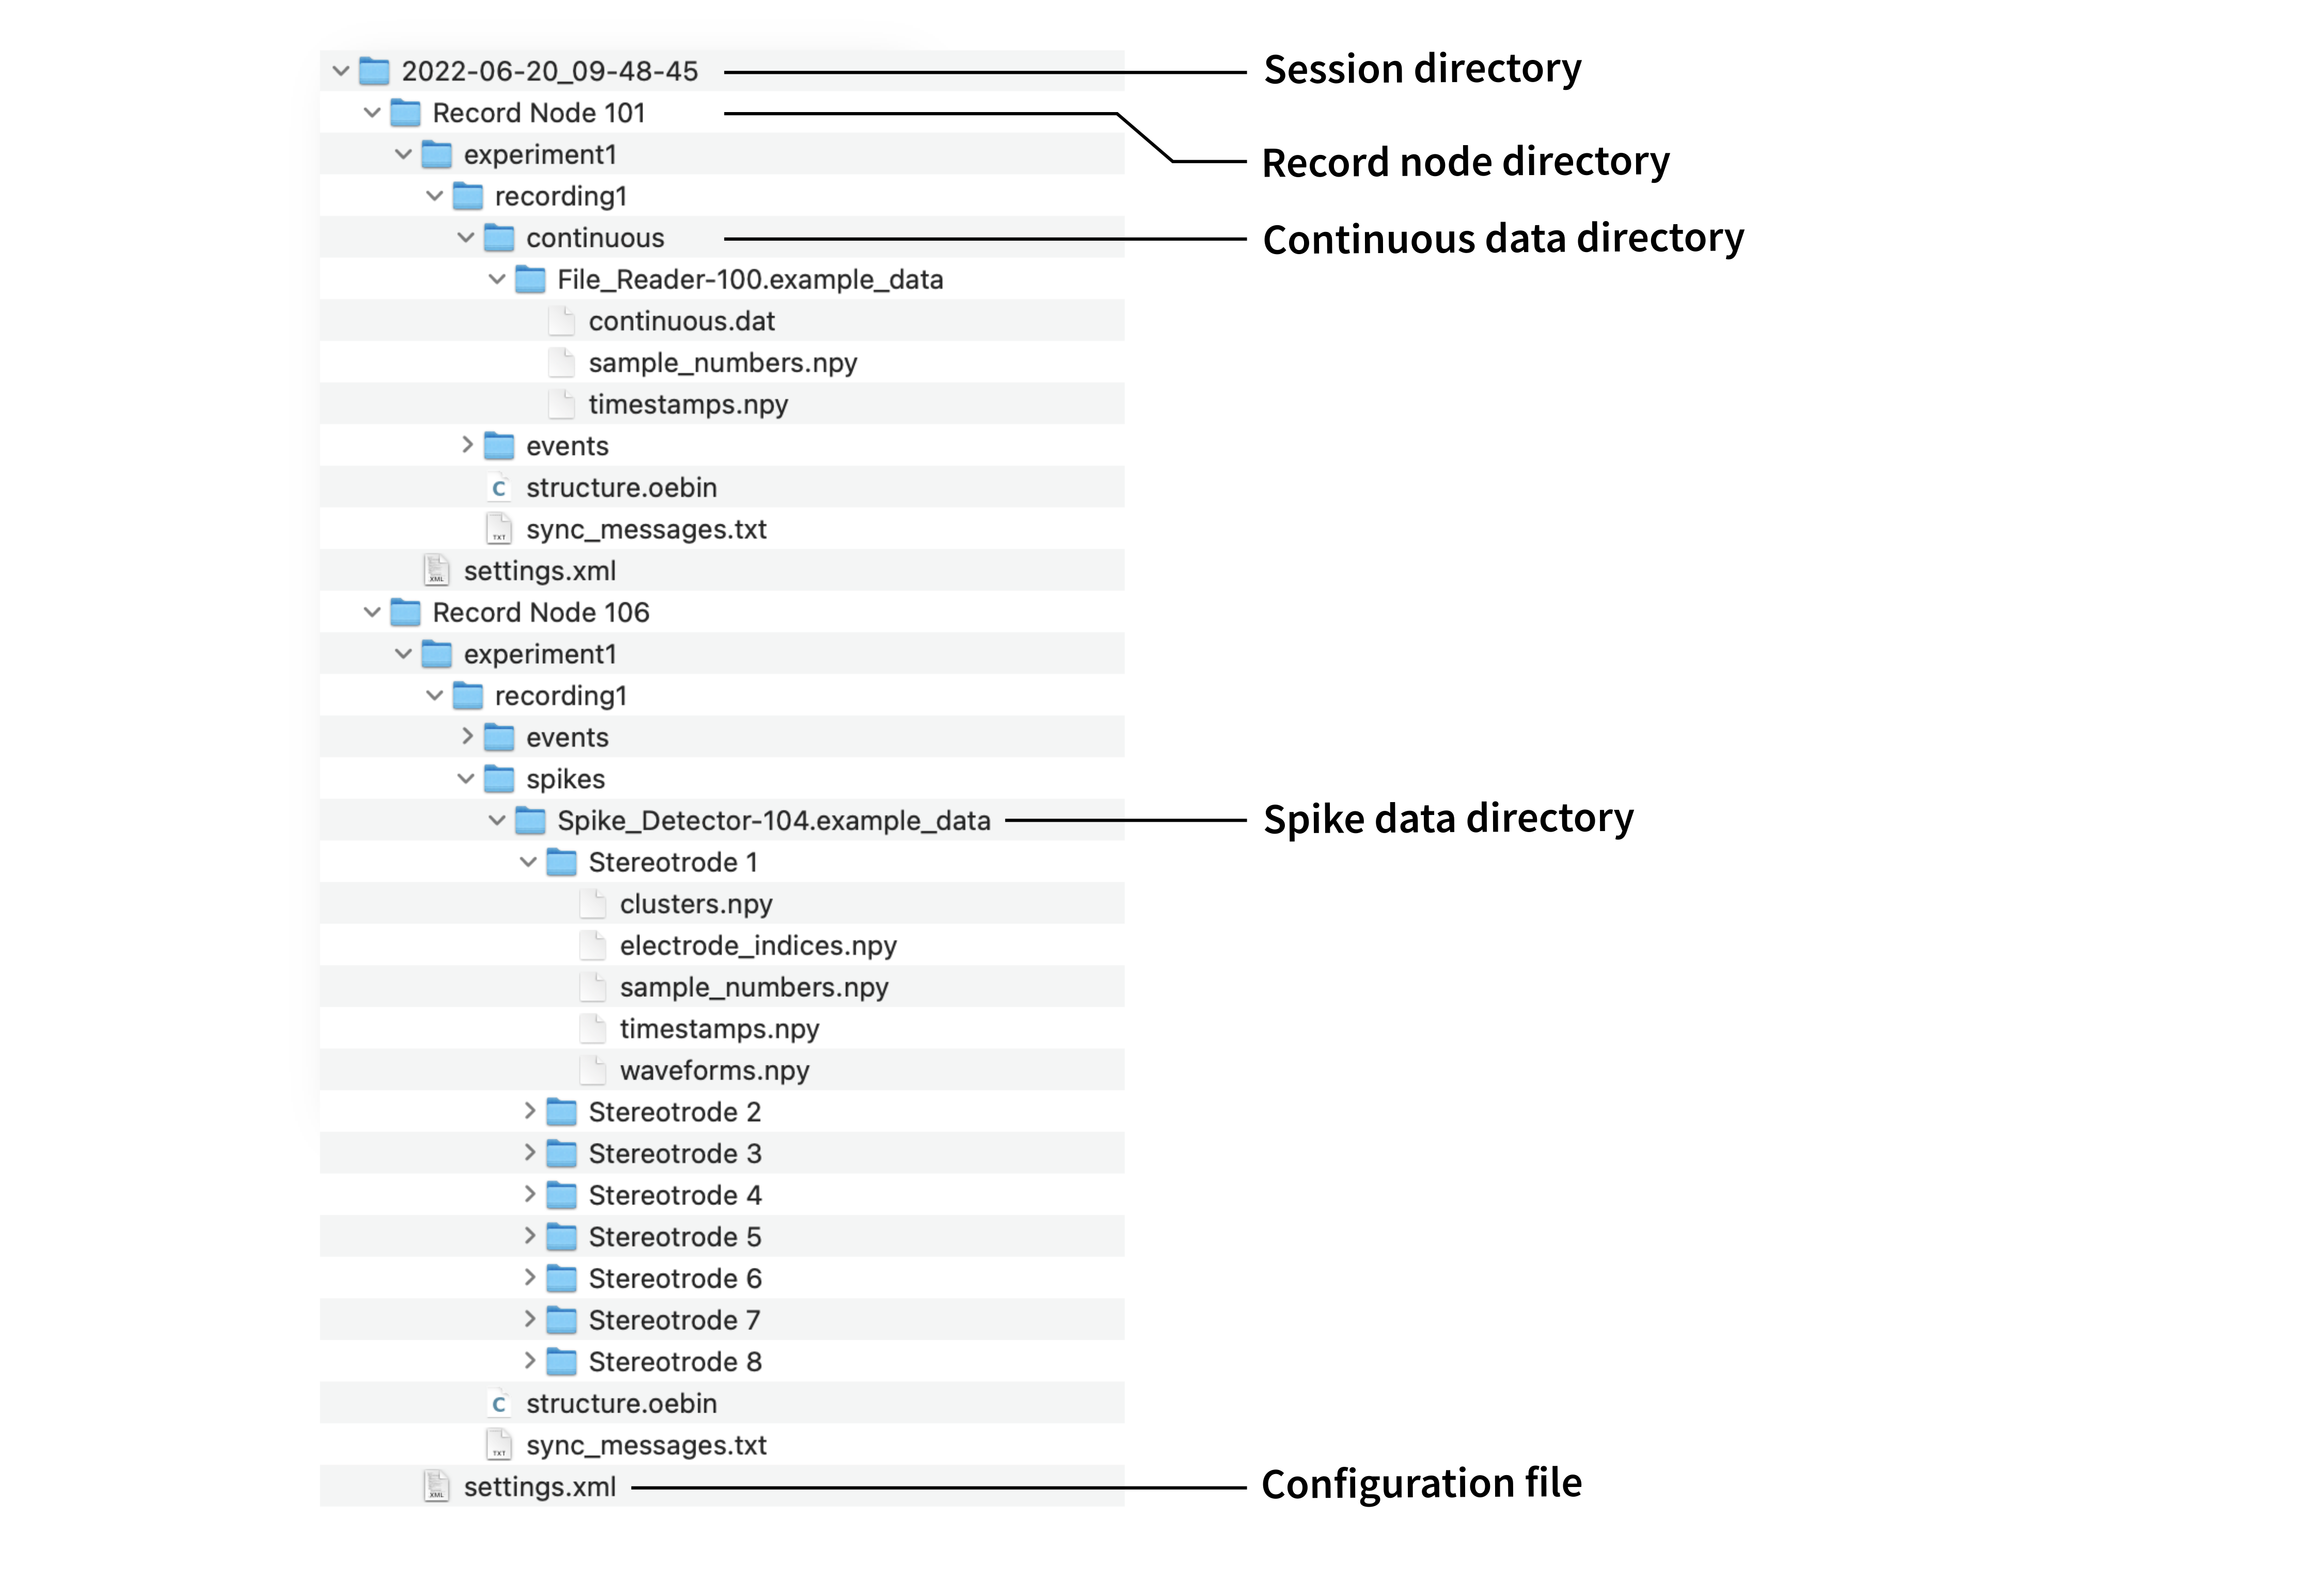 2022-06-20_09-48-45 Session directory
Record Node 101
experiment1 Record node directory
recording1
continuous Continuous data directory
File_Reader-100.example_data
continuous.dat
sample_numbers.npy
timestamps.npy
events
C structure.oebin
TXT sync_messages.txt
XML settings.xml
Record Node 106
experiment1
recording1
events
spikes
Spike_Detector-104.example_data Spike data directory
Stereotrode 1
clusters.npy
electrode_indices.npy
sample_numbers.npy
timestamps.npy
waveforms.npy
Stereotrode 2
Stereotrode 3
Stereotrode 4
Stereotrode 5
Stereotrode 6
Stereotrode 7
Stereotrode 8
C structure.oebin
TXT sync_messages.txt
XML settings.xml Configuration file